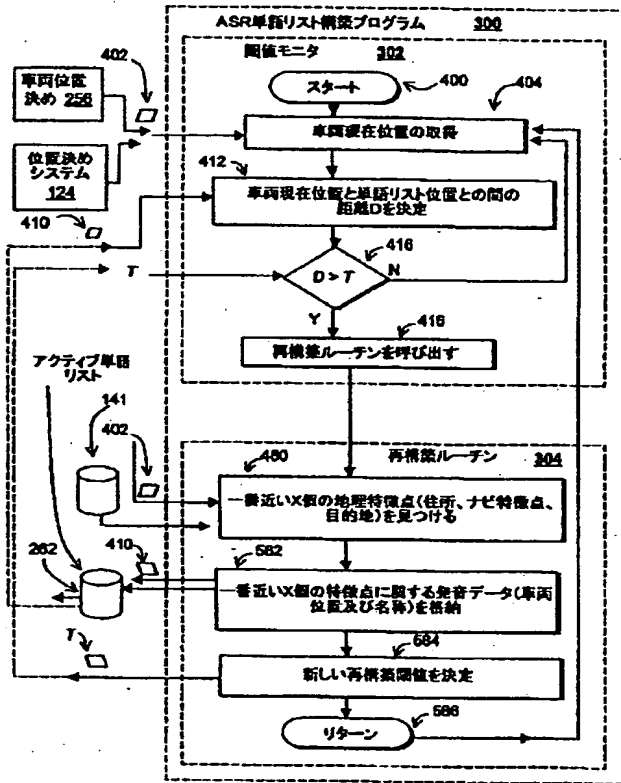 ASR単語リスト構築プログラム 300
閾値モニタ 302
スタート 400
402
車両位置
決め 256
404
車両現在位置の取得
位置決め
システム
124
412
車両現在位置と単語リスト位置との間の
距離Dを決定
410
416
T
D > T
N
Y
416
再構築ルーチンを呼び出す
アクティブ単語
リスト
141
402
再構築ルーチン 304
480
一番近いX個の地理特徴点(住所、ナビ特徴点、
目的地)を見つける
410
582
262
一番近いX個の特徴点に関する発音データ(車両
位置及び名称)を格納
T
584
新しい再構築閾値を決定
リターン 586